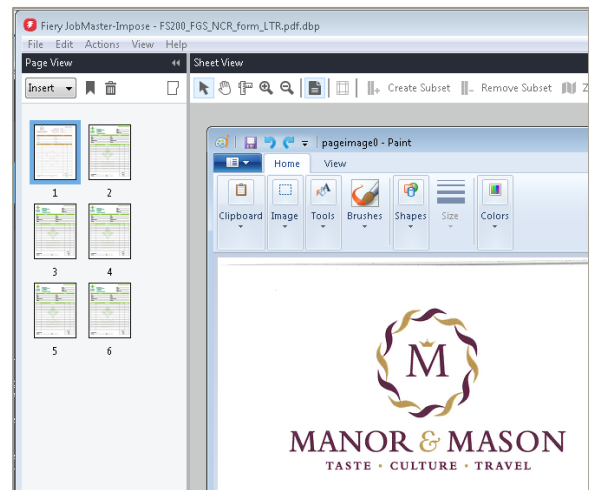 Fiery JobMaster-Impose - FS200_FGS_NCR_form_LTR.pdf.dbp
File Edit Actions View Help
Page View
Sheet View
Insert
Create Subset
Remove Subset
Z
pageimage0 - Paint
Home View
Clipboard Image Tools Brushes Shapes Size Colors
1 2
3 4
5 6
M
MANOR & MASON
TASTE • CULTURE • TRAVEL